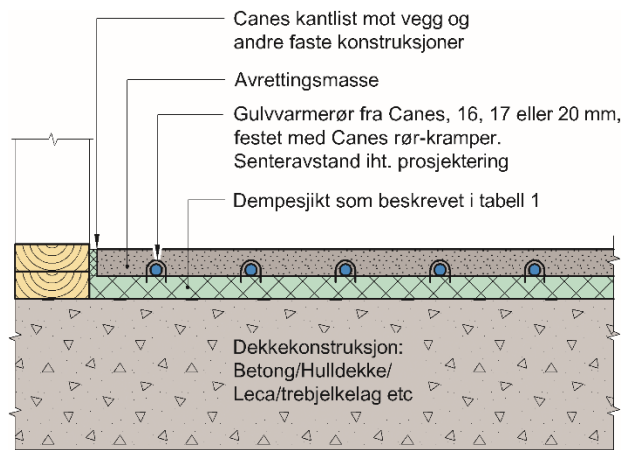 Canes kantlist mot vegg og
andre faste konstruksjoner
Avrettingsmasse
Gulvvarmerør fra Canes, 16, 17 eller 20 mm,
festet med Canes rør-kramper.
Senteravstand iht. prosjektering
Dempesjikt som beskrevet i tabell 1
Dekkekonstruksjon:
Betong/Hulldekke/
Leca/trebjelkelag etc